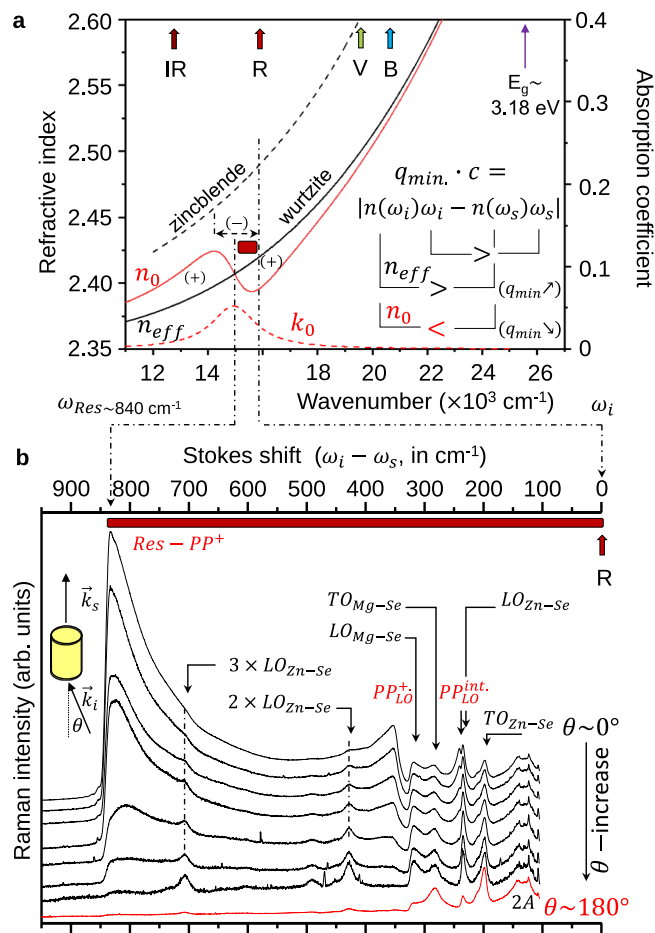 a
2.60
2.55
2.50
2.45
2.40
2.35
Refractive index
0.4
0.3
0.2
0.1
0
Absorption coefficient
IR
R
V
B
E_g~
3.18 eV
zincblende
wurtzite
(−)
(+)
(+)
n_0
n_eff
k_0
q_min. · c =
|n(ω_i)ω_i − n(ω_s)ω_s|
>
n_eff
>
(q_min↗)
n_0
<
(q_min↘)
12 14 16 18 20 22 24 26
Wavenumber (×10³ cm⁻¹)
ω_Res~840 cm⁻¹
ω_i
b
Stokes shift (ω_i − ω_s, in cm⁻¹)
900 800 700 600 500 400 300 200 100 0
Res − PP⁺
R
Raman intensity (arb. units)
k⃗_s
k⃗_i
θ
TO_Mg−Se
LO_Zn−Se
LO_Mg−Se
3 × LO_Zn−Se
PP_LO^+.
PP_LO^int.
2 × LO_Zn−Se
TO_Zn−Se
θ~0°
θ −increase
2A
θ~180°